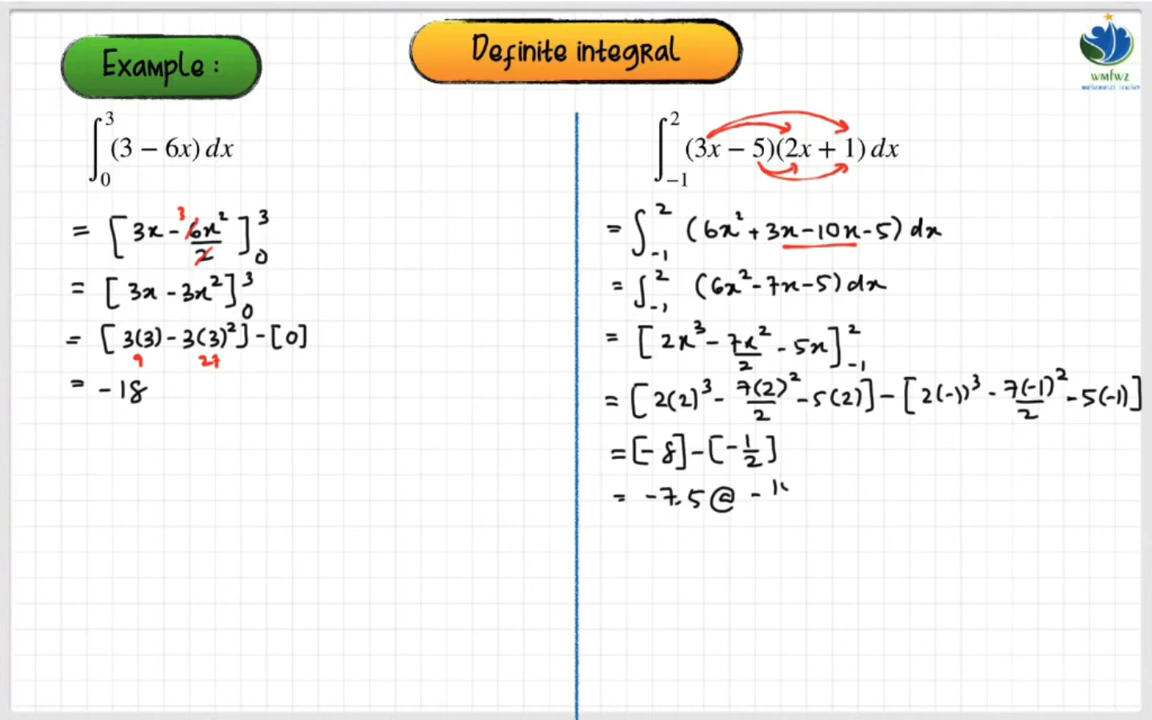 Definite integral
Example :
WMFWZ
∫₀³ (3 − 6x) dx
= [3x − 6x²/2]₀³
3
= [3x − 3x²]₀³
= [3(3) − 3(3)²] − [0]
9 27
= −18
∫₋₁² (3x − 5)(2x + 1) dx
= ∫₋₁² (6x² + 3x − 10x − 5) dx
= ∫₋₁² (6x² − 7x − 5) dx
= [2x³ − 7x²/2 − 5x]₋₁²
= [2(2)³ − 7(2)²/2 − 5(2)] − [2(−1)³ − 7(−1)²/2 − 5(−1)]
= [−8] − [−1/2]
= −7.5 @ −